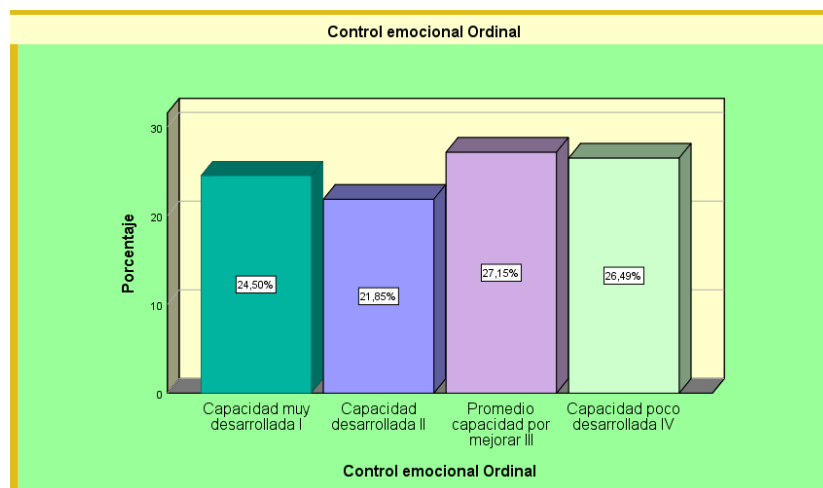 Control emocional Ordinal
Porcentaje
30
20
10
0
24,50%
21,85%
27,15%
26,49%
Capacidad muy
desarrollada I
Capacidad
desarrollada II
Promedio
capacidad por
mejorar III
Capacidad poco
desarrollada IV
Control emocional Ordinal